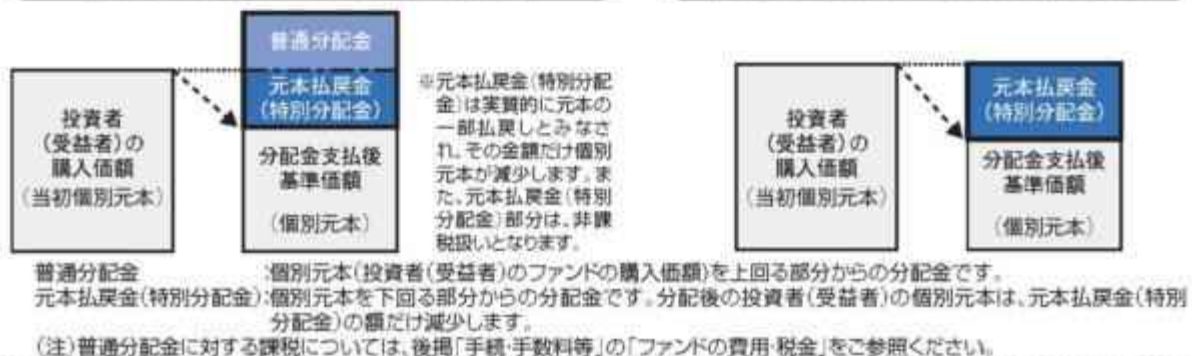 普通分配金
元本払戻金
(特別分配金)
投資者
(受益者)の
購入価額
(当初個別元本)
分配金支払後
基準価額
(個別元本)
※元本払戻金(特別分配
金)は実質的に元本の
一部払戻しとみなさ
れ、その金額だけ個別
元本が減少します。ま
た、元本払戻金(特別
分配金)部分は、非課
税扱いとなります。
投資者
(受益者)の
購入価額
(当初個別元本)
元本払戻金
(特別分配金)
分配金支払後
基準価額
(個別元本)
普通分配金 :個別元本(投資者(受益者)のファンドの購入価額)を上回る部分からの分配金です。
元本払戻金(特別分配金):個別元本を下回る部分からの分配金です。分配後の投資者(受益者)の個別元本は、元本払戻金(特別
分配金)の額だけ減少します。
(注)普通分配金に対する課税については、後掲「手続・手数料等」の「ファンドの費用・税金」をご参照ください。